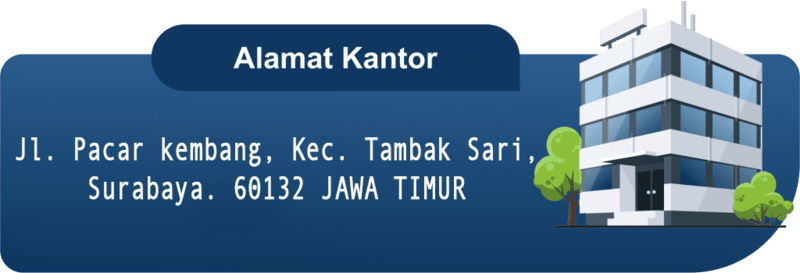 Alamat Kantor
Jl. Pacar kembang, Kec. Tambak Sari,
Surabaya. 60132 JAWA TIMUR